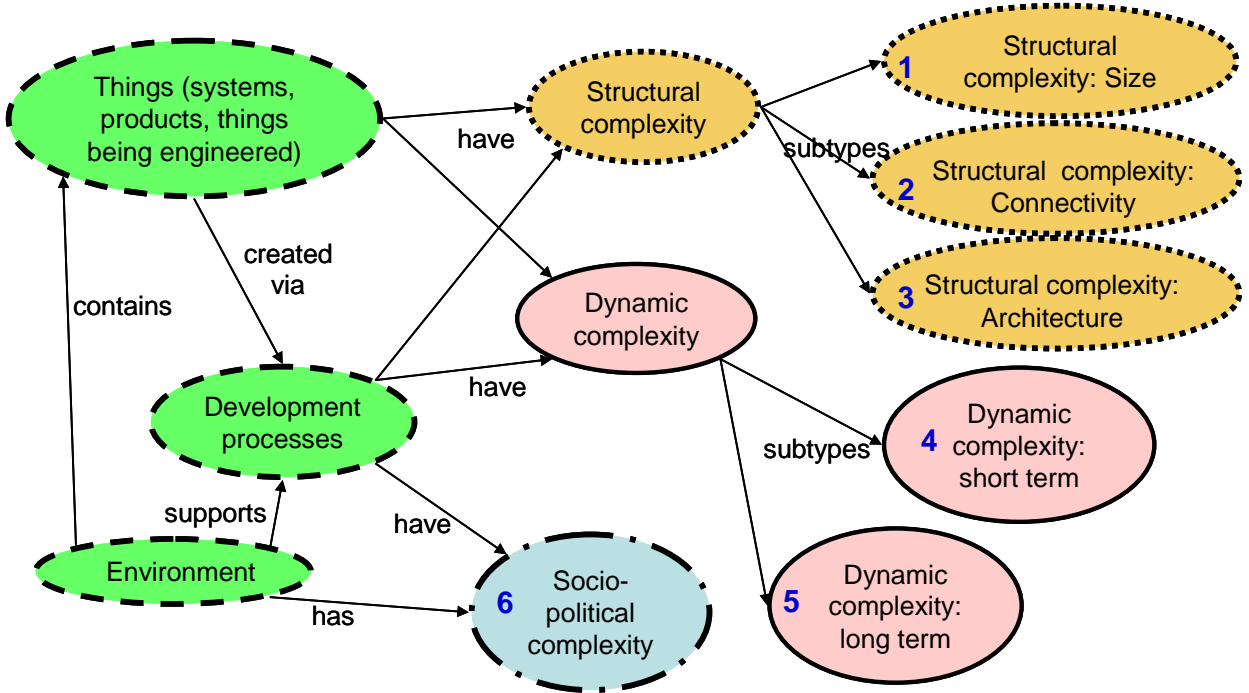 Things (systems,
products, things
being engineered)
have
Structural
complexity
1
Structural
complexity: Size
subtypes
2
Structural complexity:
Connectivity
3
Structural complexity:
Architecture
created
via
contains
Dynamic
complexity
have
Development
processes
subtypes
4
Dynamic
complexity:
short term
supports
have
Environment
has
6
Socio-
political
complexity
5
Dynamic
complexity:
long term